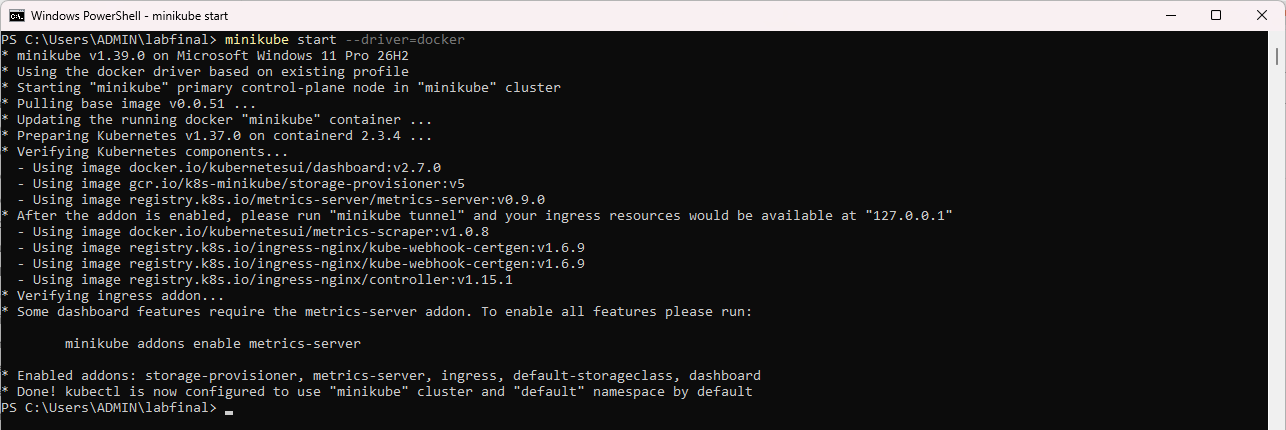 Windows PowerShell - minikube start
PS C:\Users\ADMIN\labfinal> minikube start --driver=docker
* minikube v1.39.0 on Microsoft Windows 11 Pro 26H2
* Using the docker driver based on existing profile
* Starting "minikube" primary control-plane node in "minikube" cluster
* Pulling base image v0.0.51 ...
* Updating the running docker "minikube" container ...
* Preparing Kubernetes v1.37.0 on containerd 2.3.4 ...
* Verifying Kubernetes components...
  - Using image docker.io/kubernetesui/dashboard:v2.7.0
  - Using image gcr.io/k8s-minikube/storage-provisioner:v5
  - Using image registry.k8s.io/metrics-server/metrics-server:v0.9.0
* After the addon is enabled, please run "minikube tunnel" and your ingress resources would be available at "127.0.0.1"
  - Using image docker.io/kubernetesui/metrics-scraper:v1.0.8
  - Using image registry.k8s.io/ingress-nginx/kube-webhook-certgen:v1.6.9
  - Using image registry.k8s.io/ingress-nginx/kube-webhook-certgen:v1.6.9
  - Using image registry.k8s.io/ingress-nginx/controller:v1.15.1
* Verifying ingress addon...
* Some dashboard features require the metrics-server addon. To enable all features please run:
        minikube addons enable metrics-server
* Enabled addons: storage-provisioner, metrics-server, ingress, default-storageclass, dashboard
* Done! kubectl is now configured to use "minikube" cluster and "default" namespace by default
PS C:\Users\ADMIN\labfinal>